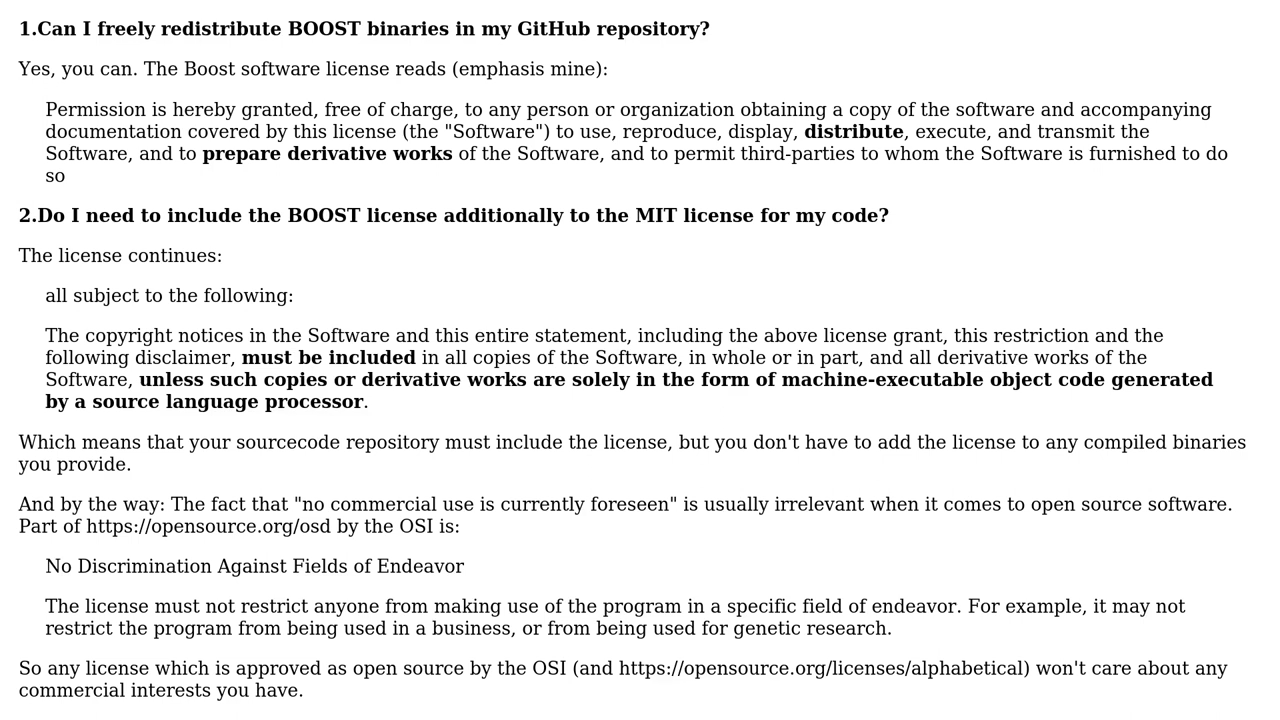 1.Can I freely redistribute BOOST binaries in my GitHub repository?
Yes, you can. The Boost software license reads (emphasis mine):
Permission is hereby granted, free of charge, to any person or organization obtaining a copy of the software and accompanying
documentation covered by this license (the "Software") to use, reproduce, display, distribute, execute, and transmit the
Software, and to prepare derivative works of the Software, and to permit third-parties to whom the Software is furnished to do
so
2.Do I need to include the BOOST license additionally to the MIT license for my code?
The license continues:
all subject to the following:
The copyright notices in the Software and this entire statement, including the above license grant, this restriction and the
following disclaimer, must be included in all copies of the Software, in whole or in part, and all derivative works of the
Software, unless such copies or derivative works are solely in the form of machine-executable object code generated
by a source language processor.
Which means that your sourcecode repository must include the license, but you don't have to add the license to any compiled binaries
you provide.
And by the way: The fact that "no commercial use is currently foreseen" is usually irrelevant when it comes to open source software.
Part of https://opensource.org/osd by the OSI is:
No Discrimination Against Fields of Endeavor
The license must not restrict anyone from making use of the program in a specific field of endeavor. For example, it may not
restrict the program from being used in a business, or from being used for genetic research.
So any license which is approved as open source by the OSI (and https://opensource.org/licenses/alphabetical) won't care about any
commercial interests you have.